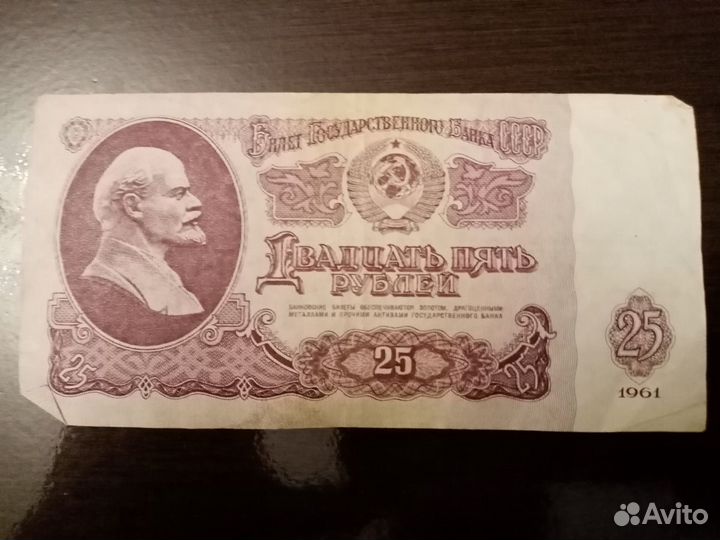 Билет Государственного Банка СССР
Двадцать пять
рублей
БАНКОВСКИЕ БИЛЕТЫ ОБЕСПЕЧИВАЮТСЯ ЗОЛОТОМ, ДРАГОЦЕННЫМИ
МЕТАЛЛАМИ И ПРОЧИМИ АКТИВАМИ ГОСУДАРСТВЕННОГО БАНКА
25
25
25
25
1961
Avito